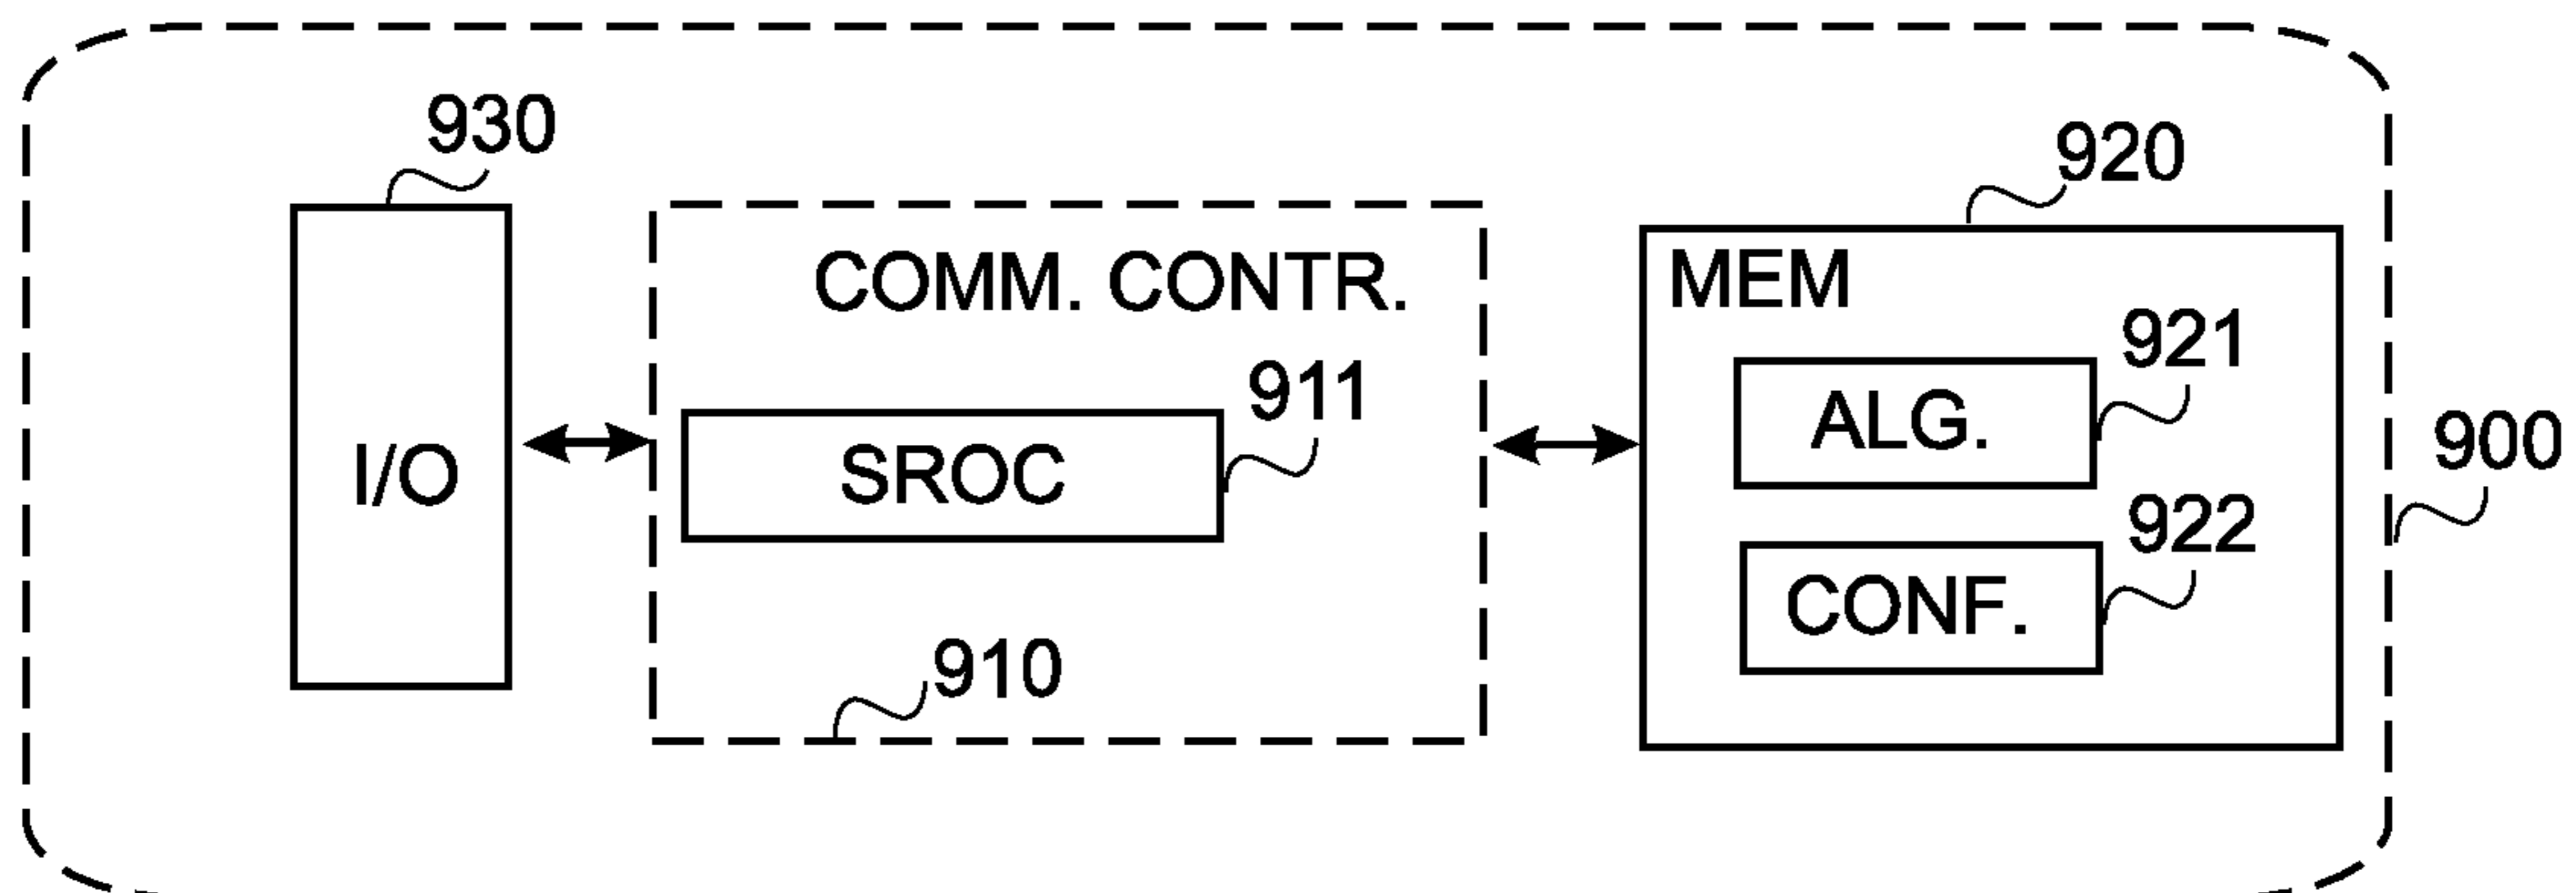 930
920
COMM. CONTR.
MEM
921
911
ALG.
900
I/O
SROC
922
CONF.
910